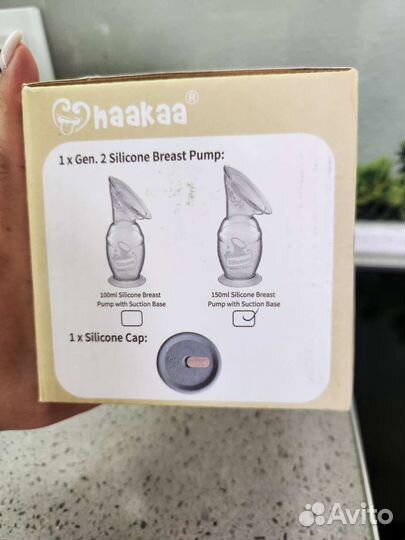 haakaa®
1 x Gen. 2 Silicone Breast Pump:
100ml Silicone Breast
Pump with Suction Base
150ml Silicone Breast
Pump with Suction Base
1 x Silicone Cap:
Avito